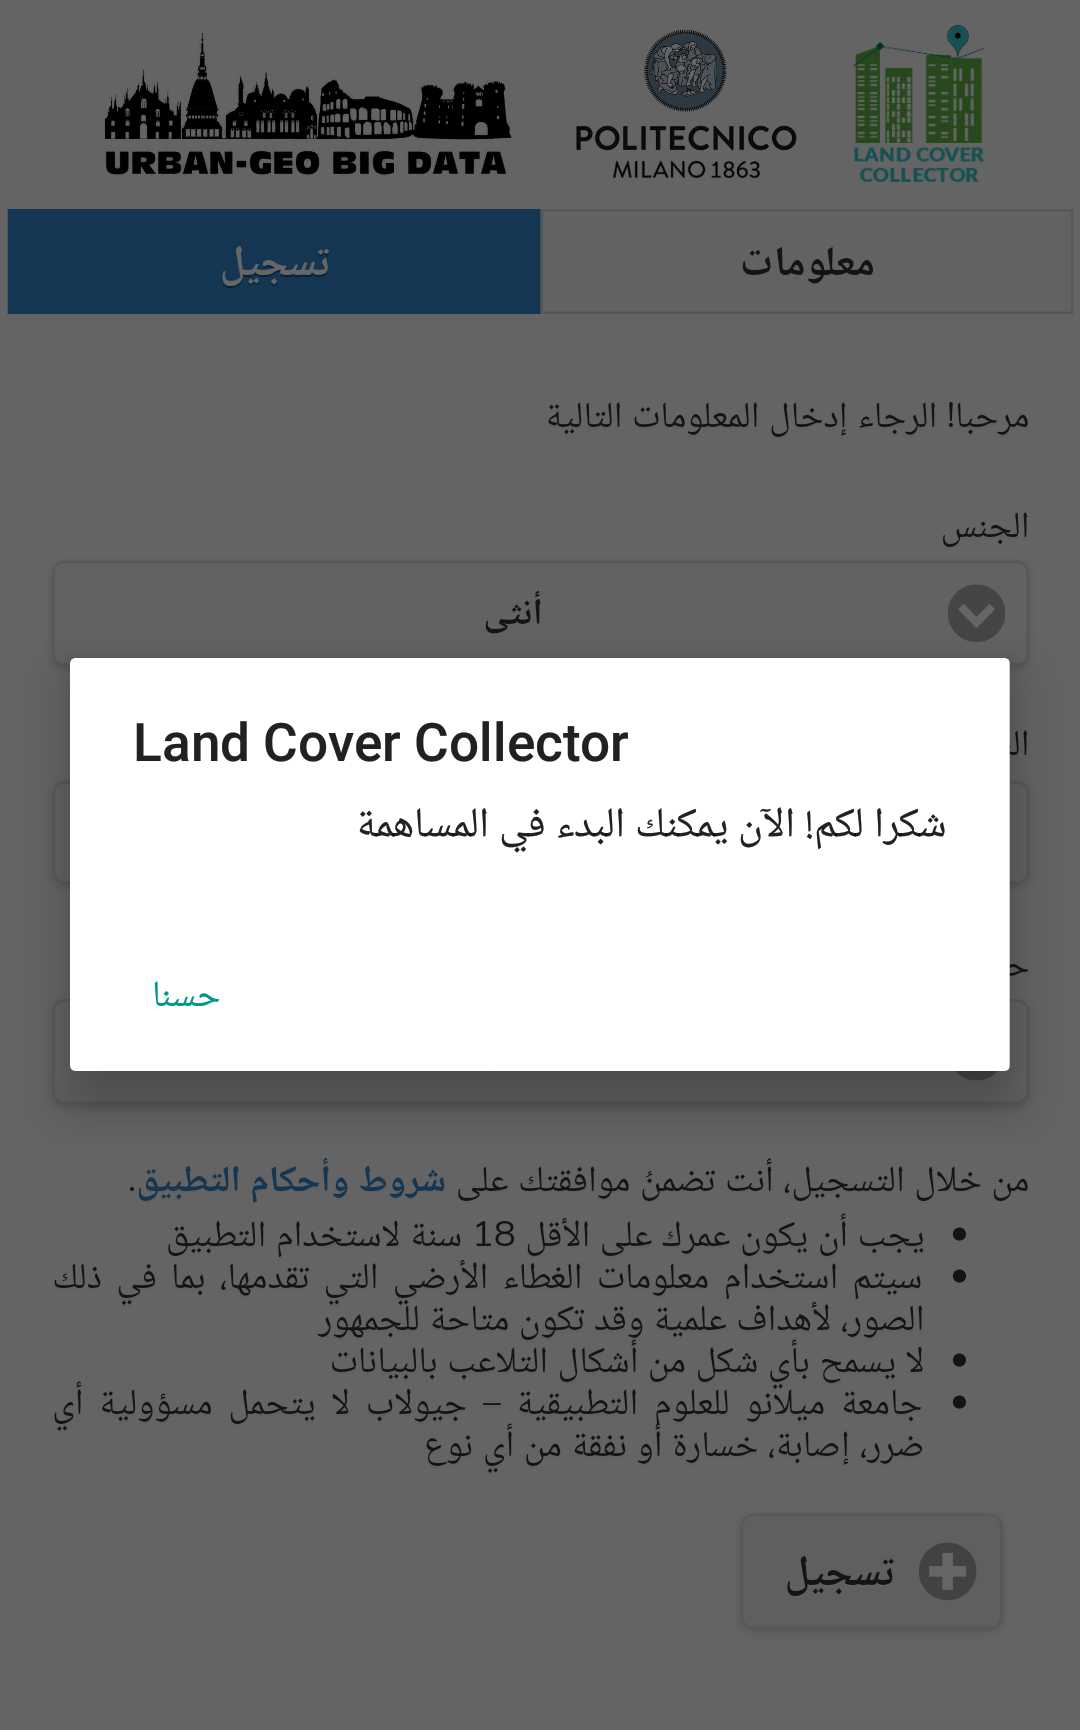 URBAN-GEO BIG DATA
POLITECNICO
MILANO 1863
LAND COVER
COLLECTOR
معلومات
تسجيل
مرحبا! الرجاء إدخال المعلومات التالية
الجنس
أنثى
Land Cover Collector
شكرا لكم! الآن يمكنك البدء في المساهمة
حسنا
من خلال التسجيل، أنت تضمنُ موافقتك على شروط وأحكام التطبيق.
يجب أن يكون عمرك على الأقل 18 سنة لاستخدام التطبيق
سيتم استخدام معلومات الغطاء الأرضي التي تقدمها، بما في ذلك
الصور، لأهداف علمية وقد تكون متاحة للجمهور
لا يسمح بأي شكل من أشكال التلاعب بالبيانات
جامعة ميلانو للعلوم التطبيقية – جيولاب لا يتحمل مسؤولية أي
ضرر، إصابة، خسارة أو نفقة من أي نوع
تسجيل